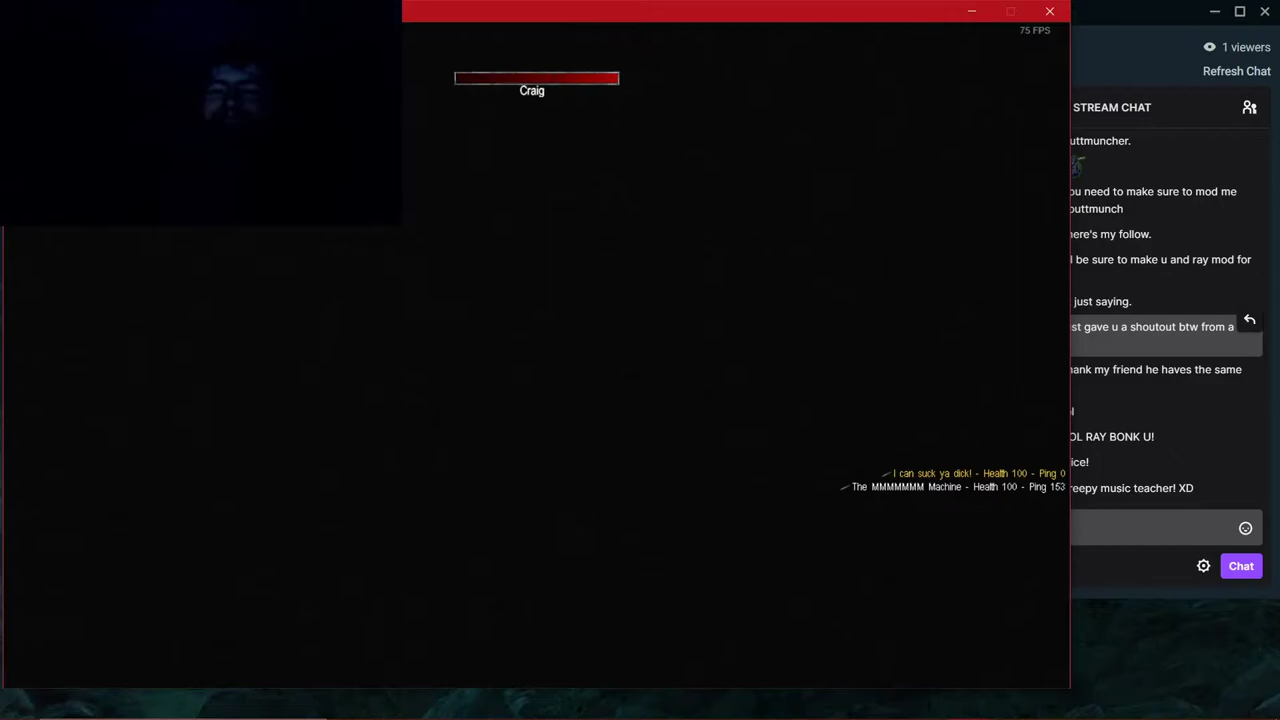 75 FPS
Craig
I can suck ya dick! - Health 100 - Ping 0
The MMMMMMM Machine - Health 100 - Ping 153
1 viewers
Refresh Chat
STREAM CHAT
uttmuncher.
ou need to make sure to mod me
outtmunch
here's my follow.
l be sure to make u and ray mod for
just saying.
st gave u a shoutout btw from a
hank my friend he haves the same
ol
OL RAY BONK U!
ice!
reepy music teacher! XD
Chat